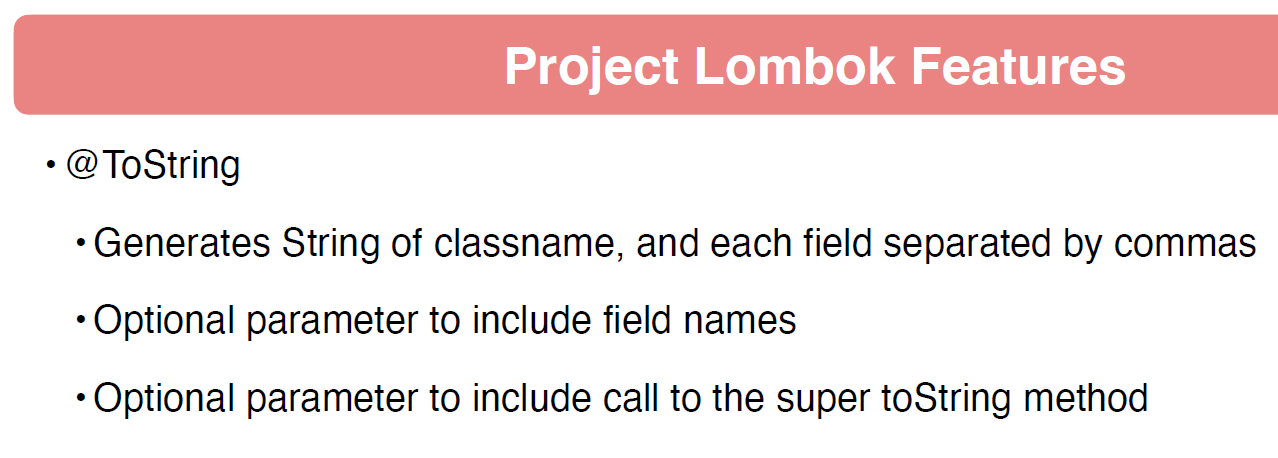 Project Lombok Features
• @ToString
• Generates String of classname, and each field separated by commas
• Optional parameter to include field names
• Optional parameter to include call to the super toString method